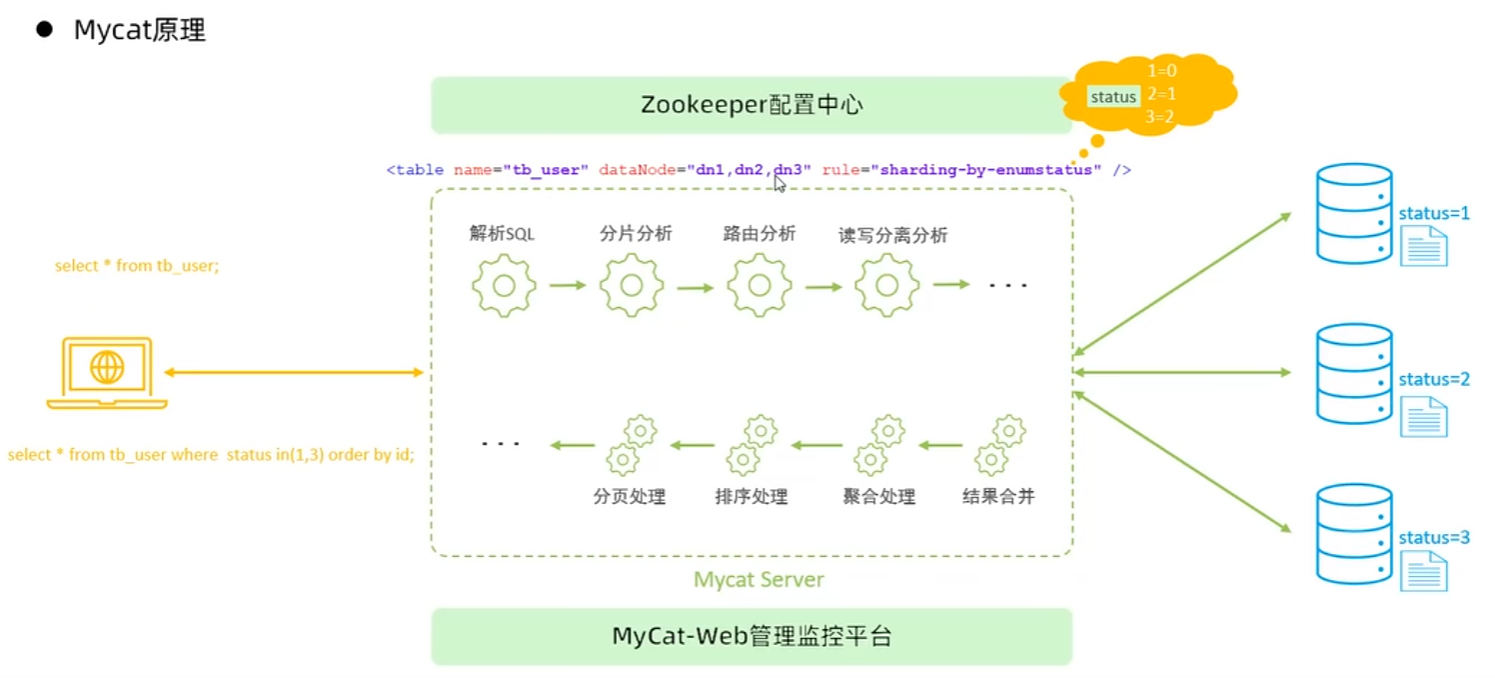 ● Mycat原理
Zookeeper配置中心
status
1=0
2=1
3=2
<table name="tb_user" dataNode="dn1,dn2,dn3" rule="sharding-by-enumstatus" />
解析SQL
分片分析
路由分析
读写分离分析
. . .
select * from tb_user;
select * from tb_user where status in(1,3) order by id;
. . .
分页处理
排序处理
聚合处理
结果合并
status=1
status=2
status=3
Mycat Server
MyCat-Web管理监控平台